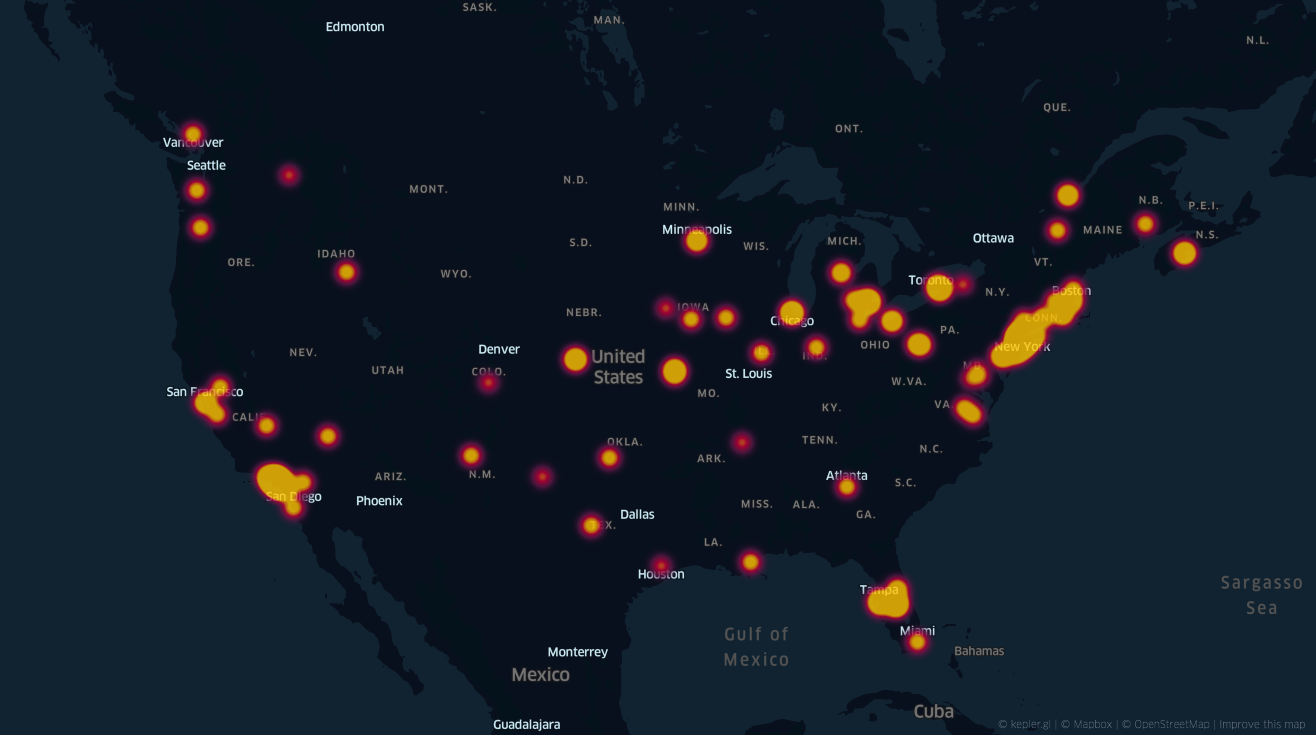 SASK.
MAN.
Edmonton
N.L.
QUE.
ONT.
Vancouver
Seattle
N.D.
MONT.
MINN.
N.B.
P.E.I.
Minneapolis
MAINE
N.S.
Ottawa
S.D.
WIS.
MICH.
IDAHO
ORE.
VT.
WYO.
Toronto
Boston
N.Y.
IOWA
NEBR.
Chicago
CONN.
PA.
OHIO
New York
Denver
NEV.
United
States
ILL.
IND.
MD.
UTAH
COLO.
St. Louis
W.VA.
San Francisco
MO.
KY.
VA.
CALIF.
OKLA.
TENN.
N.C.
ARK.
ARIZ.
N.M.
Atlanta
S.C.
San Diego
Phoenix
MISS.
ALA.
GA.
Dallas
TEX.
LA.
Houston
Tampa
Sargasso
Sea
Miami
Gulf of
Mexico
Bahamas
Monterrey
Mexico
Cuba
Guadalajara
© kepler.gl | © Mapbox | © OpenStreetMap | Improve this map